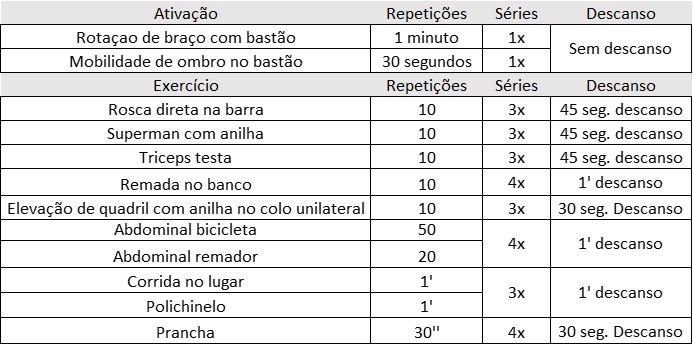 Ativação Repetições Séries Descanso
Rotaçao de braço com bastão 1 minuto 1x Sem descanso
Mobilidade de ombro no bastão 30 segundos 1x
Exercício Repetições Séries Descanso
Rosca direta na barra 10 3x 45 seg. descanso
Superman com anilha 10 3x 45 seg. descanso
Triceps testa 10 3x 45 seg. descanso
Remada no banco 10 4x 1' descanso
Elevação de quadril com anilha no colo unilateral 10 3x 30 seg. Descanso
Abdominal bicicleta 50 4x 1' descanso
Abdominal remador 20
Corrida no lugar 1' 3x 1' descanso
Polichinelo 1'
Prancha 30'' 4x 30 seg. Descanso